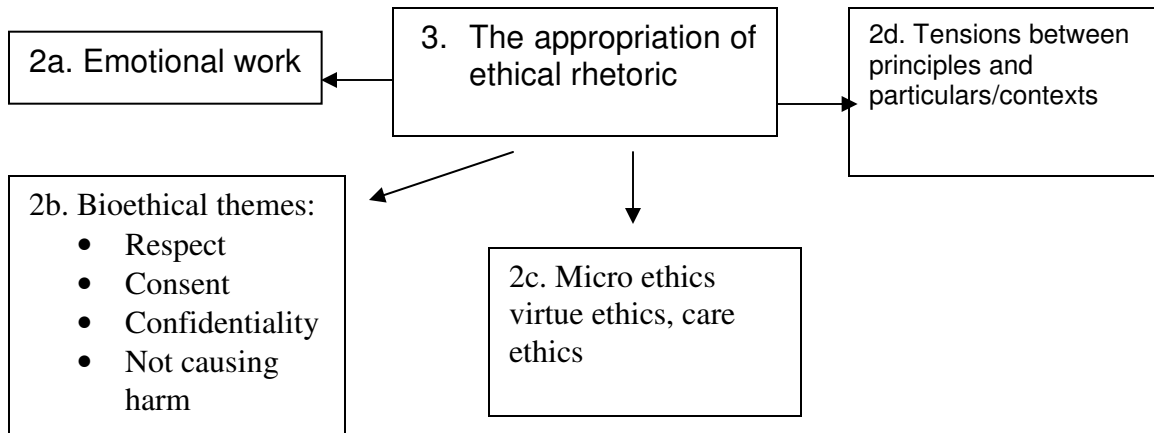 2a. Emotional work
3. The appropriation of
ethical rhetoric
2d. Tensions between
principles and
particulars/contexts
2b. Bioethical themes:
• Respect
• Consent
• Confidentiality
• Not causing
harm
2c. Micro ethics
virtue ethics, care
ethics